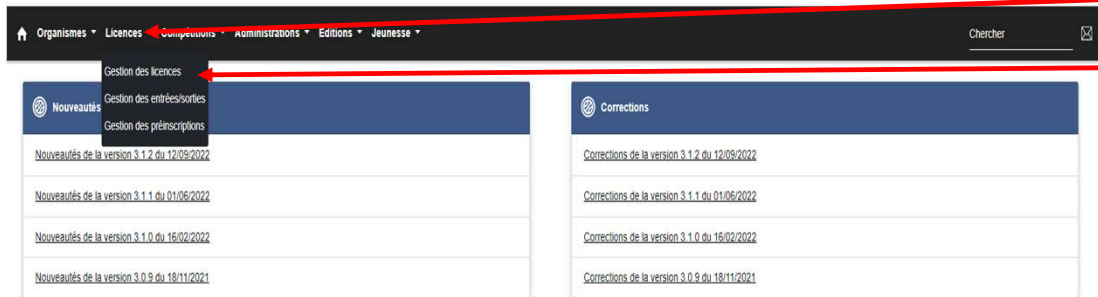 Organismes Licences Compétitions Administrations Editions Jeunesse Chercher
Gestion des licences
Gestion des entrées/sorties
Gestion des préinscriptions
Nouveautés
Nouveautés de la version 3.1.2 du 12/09/2022
Nouveautés de la version 3.1.1 du 01/06/2022
Nouveautés de la version 3.1.0 du 16/02/2022
Nouveautés de la version 3.0.9 du 18/11/2021
Corrections
Corrections de la version 3.1.2 du 12/09/2022
Corrections de la version 3.1.1 du 01/06/2022
Corrections de la version 3.1.0 du 16/02/2022
Corrections de la version 3.0.9 du 18/11/2021